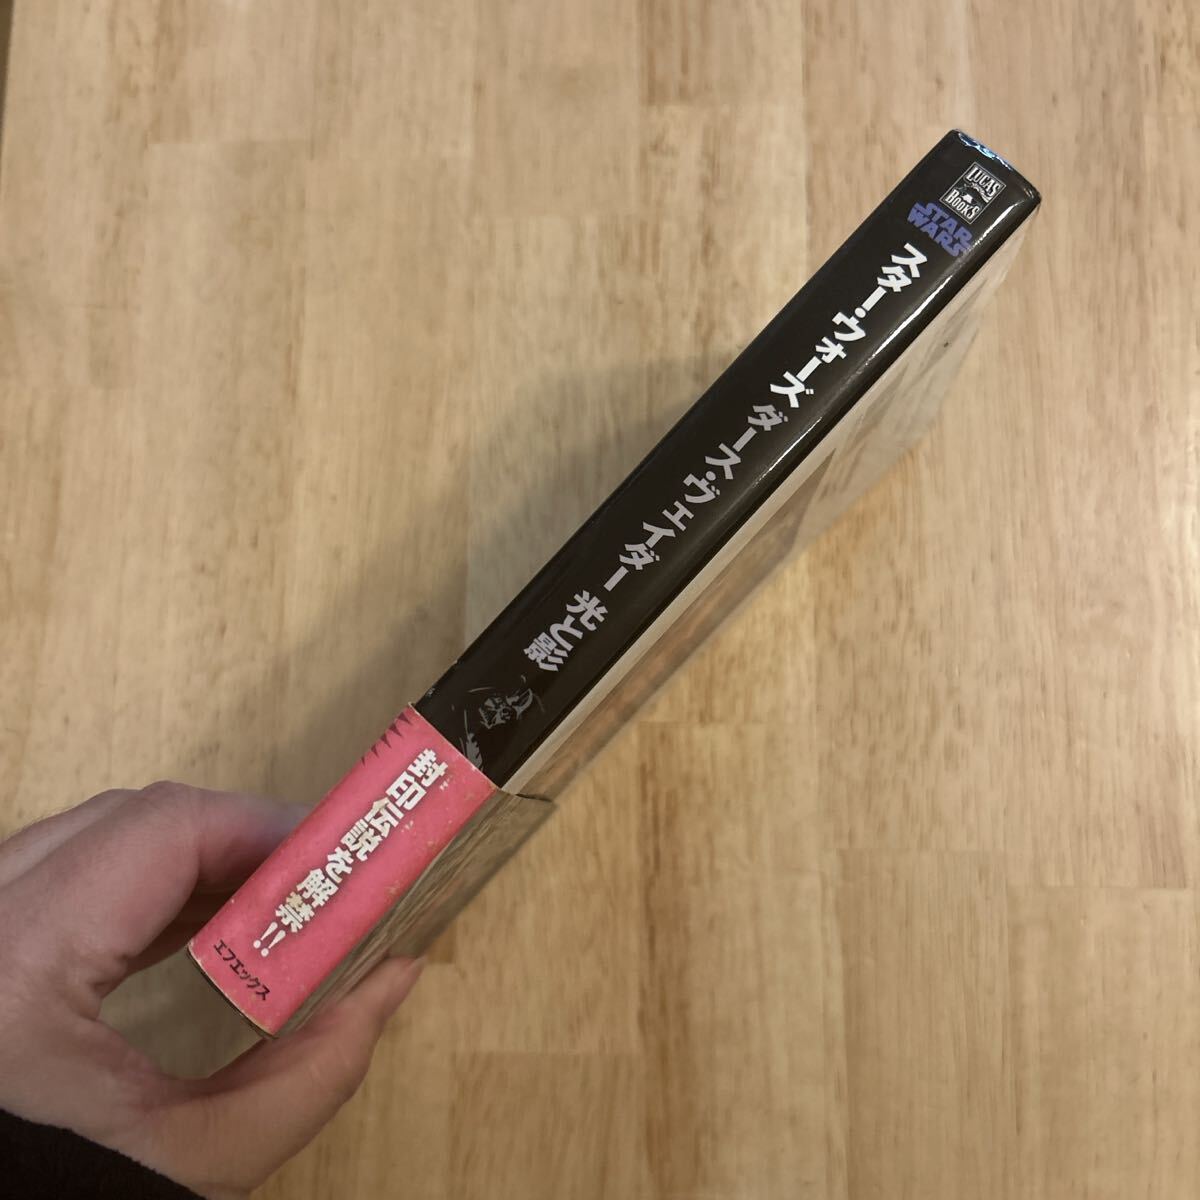 LUCAS
BOOKS
STAR
WARS
スター・ウォーズ ダース・ヴェイダー 光と影
封印伝説を解禁!!
エフエックス